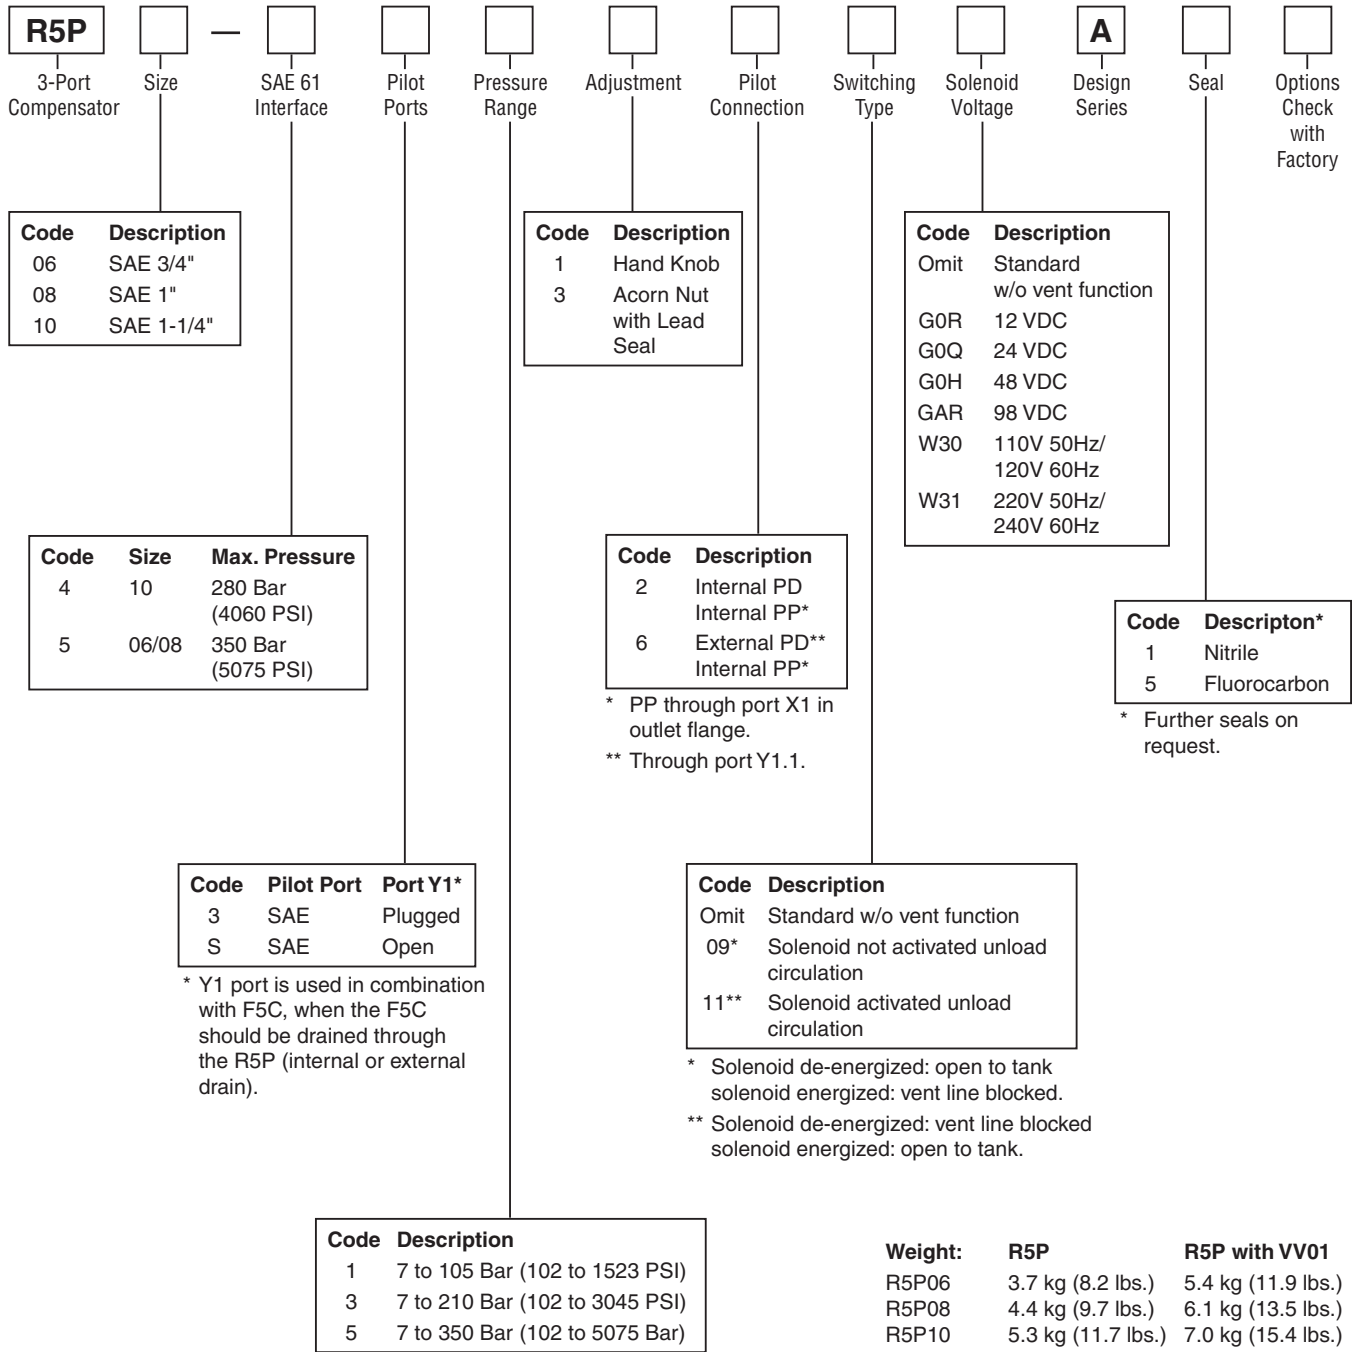 R5P — A
3-Port Compensator
Size
SAE 61 Interface
Pilot Ports
Pressure Range
Adjustment
Pilot Connection
Switching Type
Solenoid Voltage
Design Series
Seal
Options Check with Factory
Code Description
06 SAE 3/4"
08 SAE 1"
10 SAE 1-1/4"
Code Description
1 Hand Knob
3 Acorn Nut
with Lead
Seal
Code Description
Omit Standard
w/o vent function
G0R 12 VDC
G0Q 24 VDC
G0H 48 VDC
GAR 98 VDC
W30 110V 50Hz/
120V 60Hz
W31 220V 50Hz/
240V 60Hz
Code Size Max. Pressure
4 10 280 Bar
(4060 PSI)
5 06/08 350 Bar
(5075 PSI)
Code Description
2 Internal PD
Internal PP*
6 External PD**
Internal PP*
* PP through port X1 in
outlet flange.
** Through port Y1.1.
Code Descripton*
1 Nitrile
5 Fluorocarbon
* Further seals on
request.
Code Pilot Port Port Y1*
3 SAE Plugged
S SAE Open
* Y1 port is used in combination
with F5C, when the F5C
should be drained through
the R5P (internal or external
drain).
Code Description
Omit Standard w/o vent function
09* Solenoid not activated unload
circulation
11** Solenoid activated unload
circulation
* Solenoid de-energized: open to tank
solenoid energized: vent line blocked.
** Solenoid de-energized: vent line blocked
solenoid energized: open to tank.
Code Description
1 7 to 105 Bar (102 to 1523 PSI)
3 7 to 210 Bar (102 to 3045 PSI)
5 7 to 350 Bar (102 to 5075 Bar)
Weight: R5P R5P with VV01
R5P06 3.7 kg (8.2 lbs.) 5.4 kg (11.9 lbs.)
R5P08 4.4 kg (9.7 lbs.) 6.1 kg (13.5 lbs.)
R5P10 5.3 kg (11.7 lbs.) 7.0 kg (15.4 lbs.)